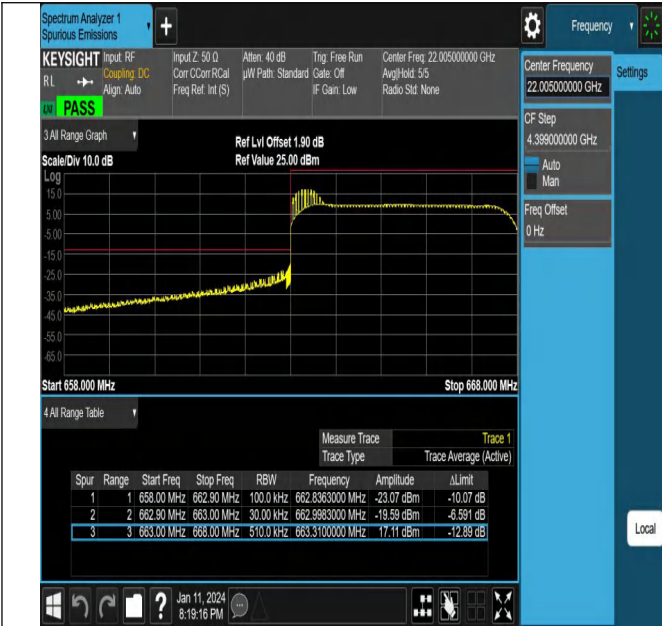 Spectrum Analyzer 1
Spurious Emissions
+
Frequency
KEYSIGHT Input: RF
RL
Coupling: DC
Align: Auto
Input Z: 50 Ω
Corr CCorr RCal
Freq Ref: Int (S)
Atten: 40 dB
µW Path: Standard
Trig: Free Run
Gate: Off
IF Gain: Low
Center Freq: 22.005000000 GHz
Avg|Hold: 5/5
Radio Std: None
LXI PASS
Center Frequency
22.005000000 GHz
Settings
CF Step
4.399000000 GHz
Auto
Man
Freq Offset
0 Hz
3 All Range Graph
Scale/Div 10.0 dB
Ref Lvl Offset 1.90 dB
Ref Value 25.00 dBm
Log
15.0
5.00
-5.00
-15.0
-25.0
-35.0
-45.0
-55.0
-65.0
Start 658.000 MHz
Stop 668.000 MHz
4 All Range Table
Measure Trace Trace 1
Trace Type Trace Average (Active)
Spur Range Start Freq Stop Freq RBW Frequency Amplitude ΔLimit
1 1 658.00 MHz 662.90 MHz 100.0 kHz 662.8363000 MHz -23.07 dBm -10.07 dB
2 2 662.90 MHz 663.00 MHz 30.00 kHz 662.9983000 MHz -19.59 dBm -6.591 dB
3 3 663.00 MHz 668.00 MHz 510.0 kHz 663.3100000 MHz 17.11 dBm -12.89 dB
Local
?
Jan 11, 2024
8:19:16 PM